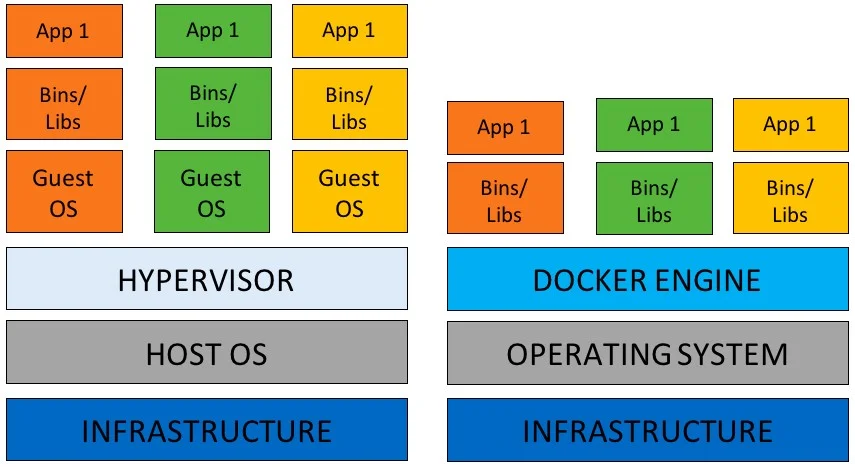 App 1
App 1
App 1
Bins/
Libs
Bins/
Libs
Bins/
Libs
Guest
OS
Guest
OS
Guest
OS
HYPERVISOR
HOST OS
INFRASTRUCTURE
App 1
App 1
App 1
Bins/
Libs
Bins/
Libs
Bins/
Libs
DOCKER ENGINE
OPERATING SYSTEM
INFRASTRUCTURE